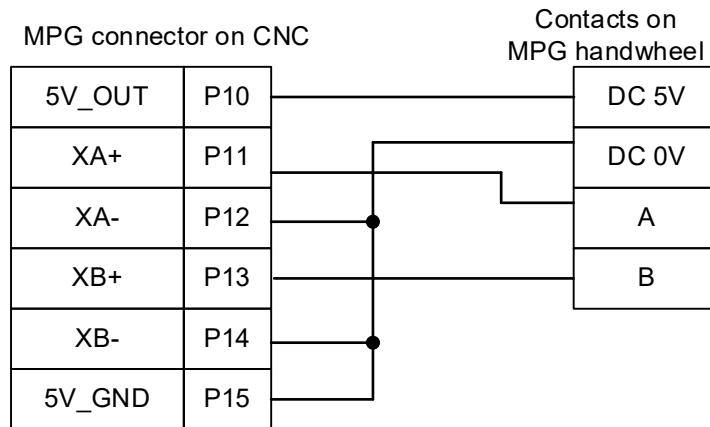 MPG connector on CNC
5V_OUT P10
XA+ P11
XA- P12
XB+ P13
XB- P14
5V_GND P15
Contacts on
MPG handwheel
DC 5V
DC 0V
A
B